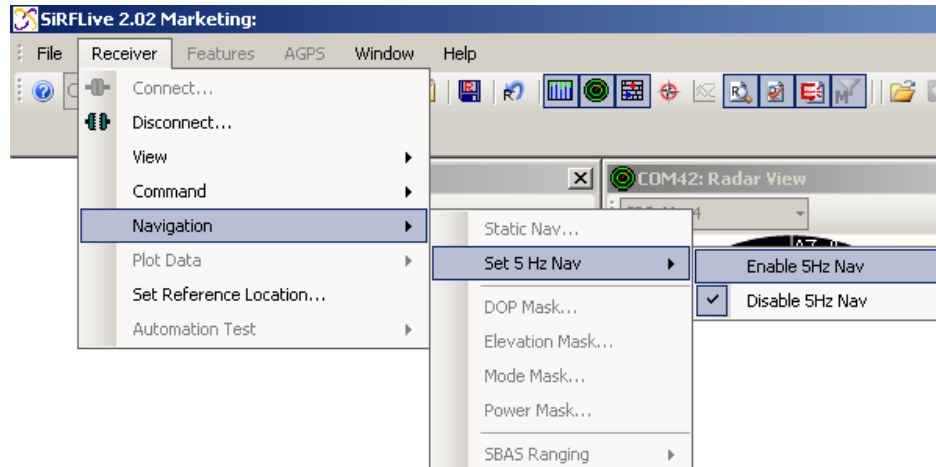 SiRFLive 2.02 Marketing:
File Receiver Features AGPS Window Help
Connect...
Disconnect...
View
Command
Navigation
Plot Data
Set Reference Location...
Automation Test
COM42: Radar View
Static Nav...
Set 5 Hz Nav
DOP Mask...
Elevation Mask...
Mode Mask...
Power Mask...
SBAS Ranging
Enable 5Hz Nav
Disable 5Hz Nav